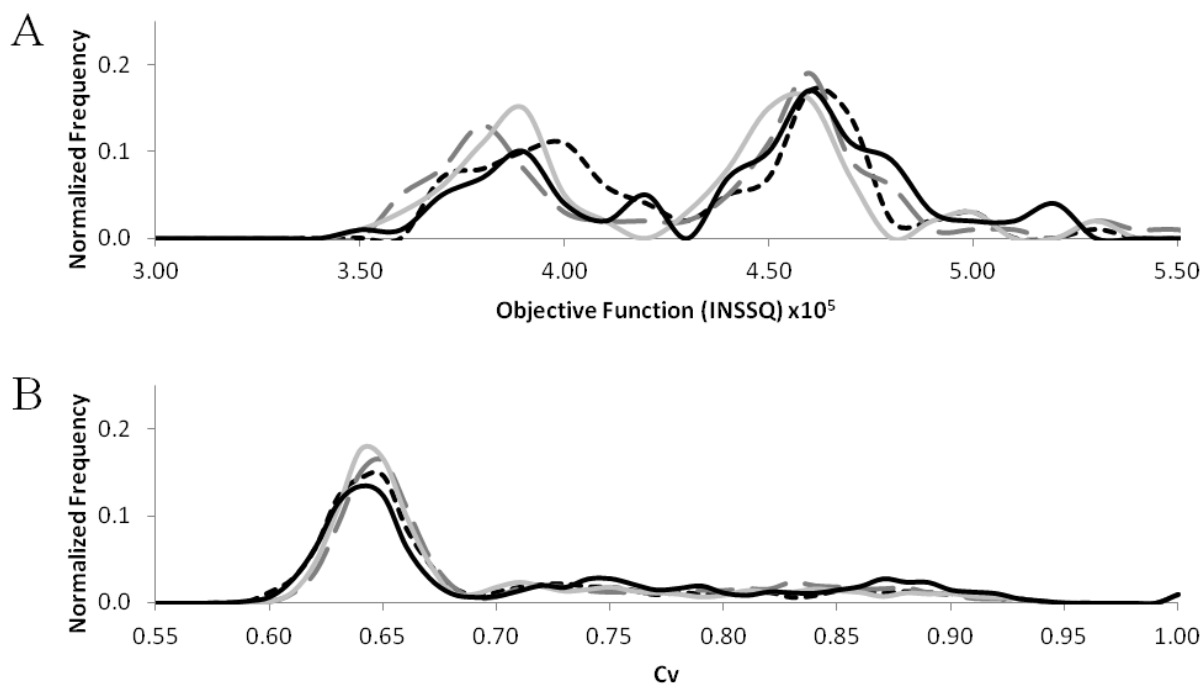 A
Normalized Frequency
0.2
0.1
0.0
3.00 3.50 4.00 4.50 5.00 5.50
Objective Function (INSSQ) x10⁵
B
Normalized Frequency
0.2
0.1
0.0
0.55 0.60 0.65 0.70 0.75 0.80 0.85 0.90 0.95 1.00
Cv